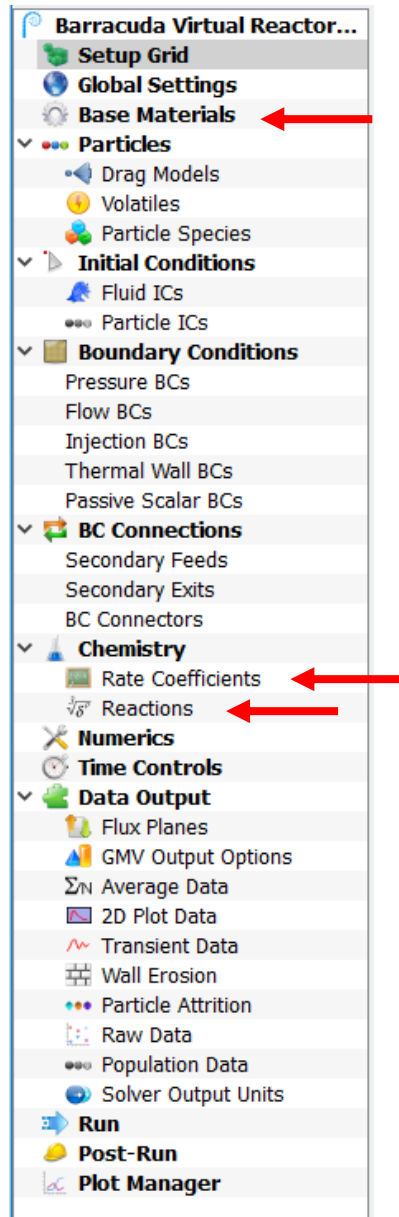 Barracuda Virtual Reactor...
Setup Grid
Global Settings
Base Materials
Particles
Drag Models
Volatiles
Particle Species
Initial Conditions
Fluid ICs
Particle ICs
Boundary Conditions
Pressure BCs
Flow BCs
Injection BCs
Thermal Wall BCs
Passive Scalar BCs
BC Connections
Secondary Feeds
Secondary Exits
BC Connectors
Chemistry
Rate Coefficients
Reactions
Numerics
Time Controls
Data Output
Flux Planes
GMV Output Options
Σ/N Average Data
2D Plot Data
Transient Data
Wall Erosion
Particle Attrition
Raw Data
Population Data
Solver Output Units
Run
Post-Run
Plot Manager